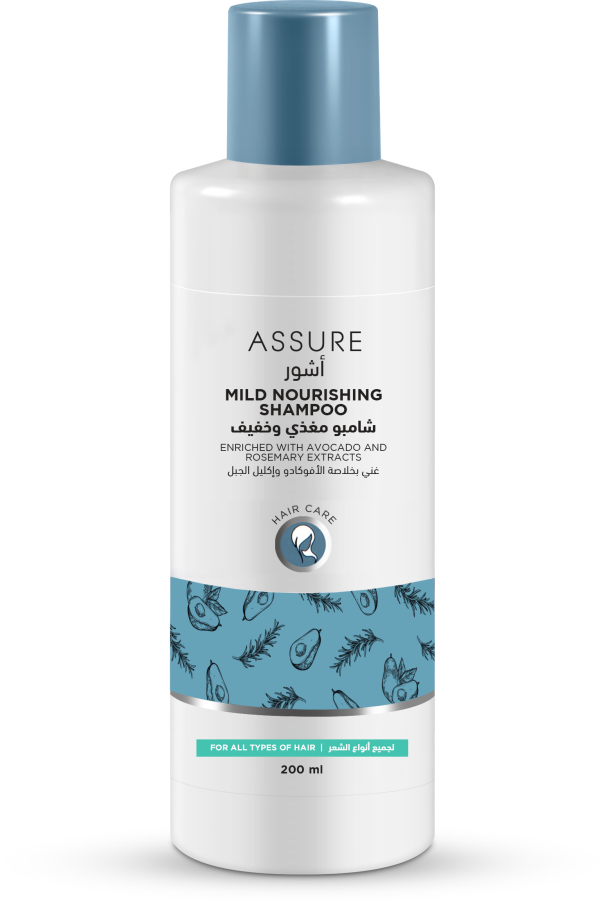 ASSURE
أشور
MILD NOURISHING
SHAMPOO
شامبو مغذي وخفيف
ENRICHED WITH AVOCADO AND
ROSEMARY EXTRACTS
غني بخلاصة الأفوكادو وإكليل الجبل
HAIR CARE
FOR ALL TYPES OF HAIR | لجميع أنواع الشعر
200 ml